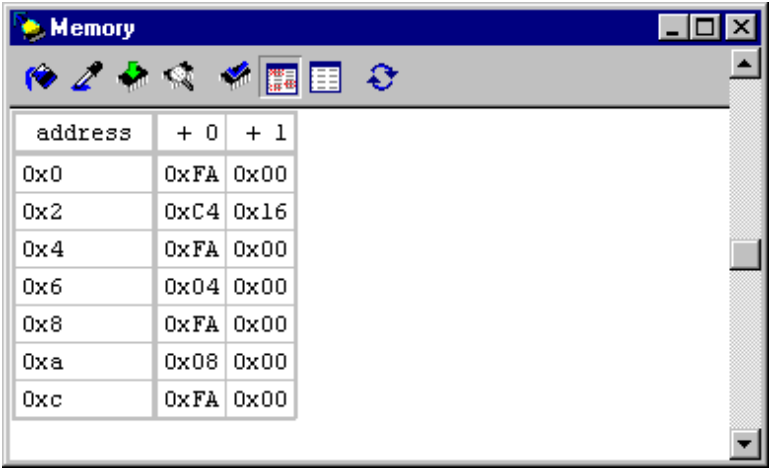 Memory
address + 0 + 1
0x0 0xFA 0x00
0x2 0xC4 0x16
0x4 0xFA 0x00
0x6 0x04 0x00
0x8 0xFA 0x00
0xa 0x08 0x00
0xc 0xFA 0x00